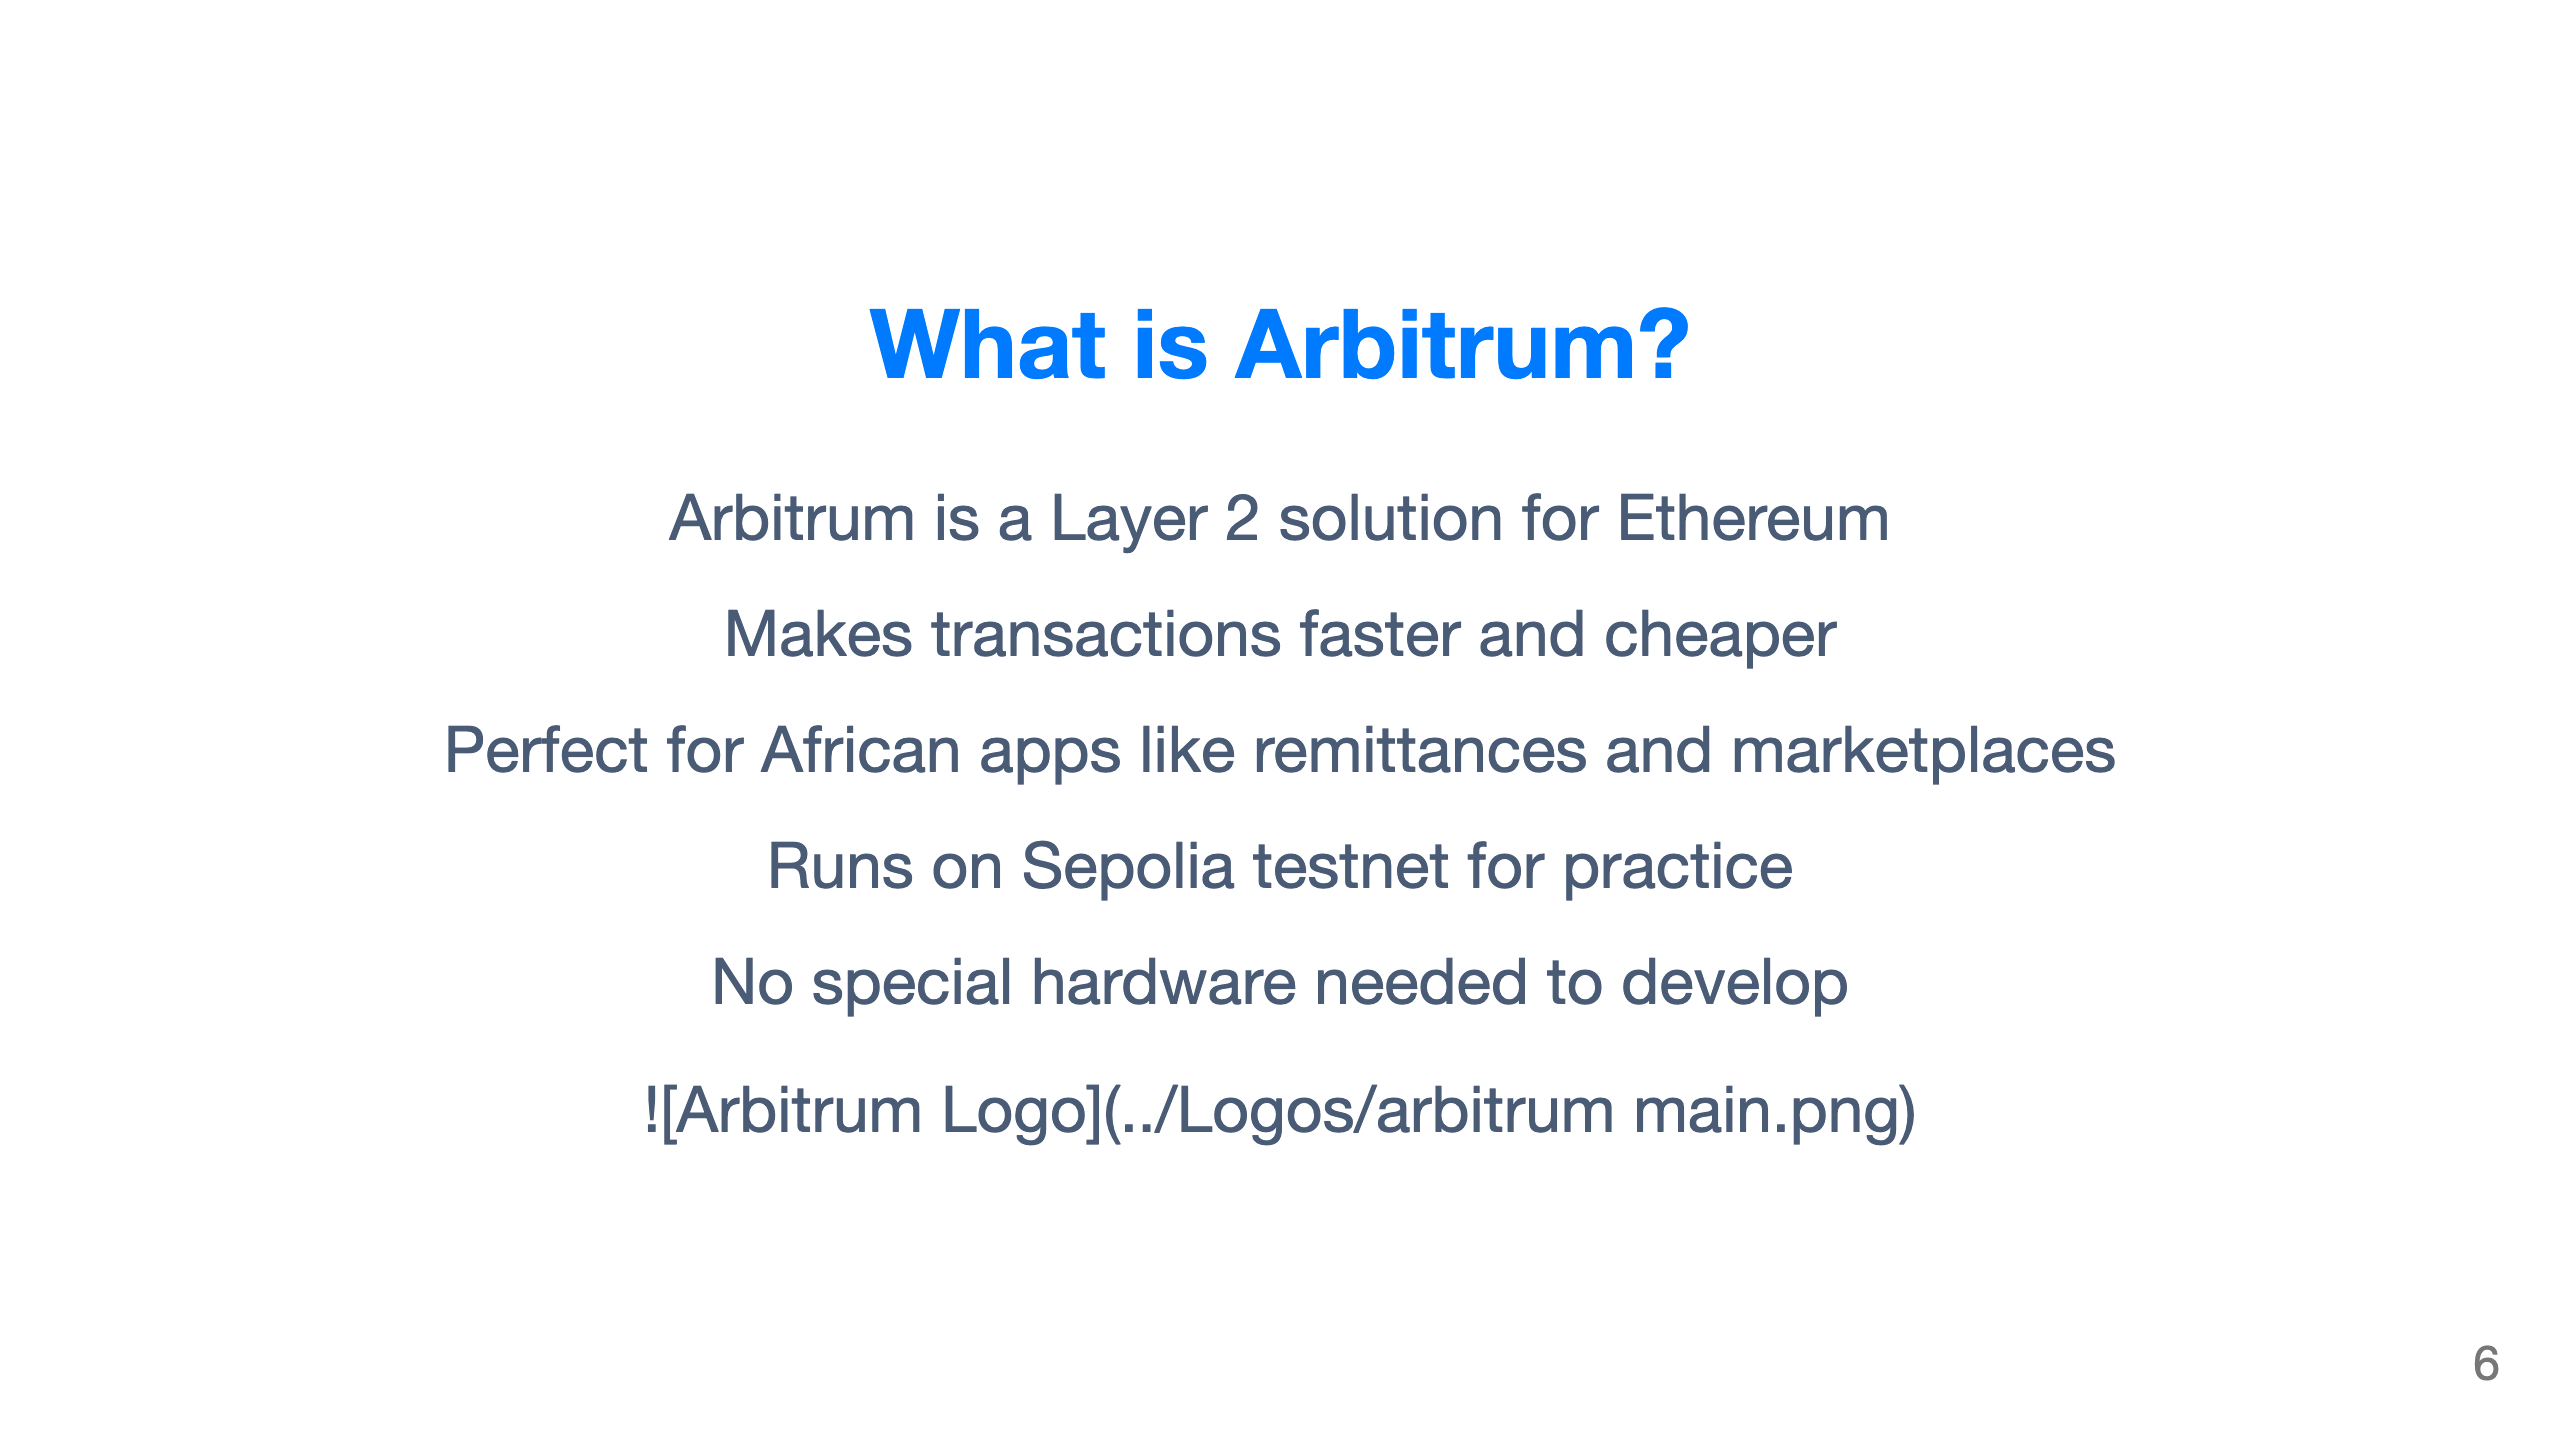 What is Arbitrum?
Arbitrum is a Layer 2 solution for Ethereum
Makes transactions faster and cheaper
Perfect for African apps like remittances and marketplaces
Runs on Sepolia testnet for practice
No special hardware needed to develop
![Arbitrum Logo](../Logos/arbitrum main.png)
6